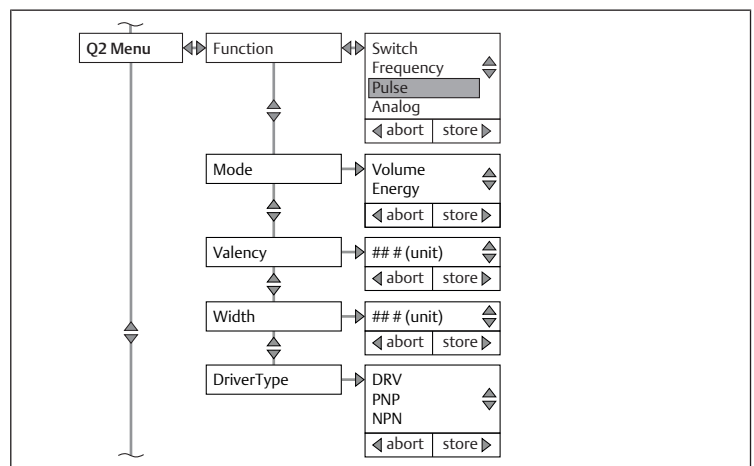 Q2 Menu
Function
Switch
Frequency
Pulse
Analog
abort
store
Mode
Volume
Energy
abort
store
Valency
## # (unit)
abort
store
Width
## # (unit)
abort
store
DriverType
DRV
PNP
NPN
abort
store